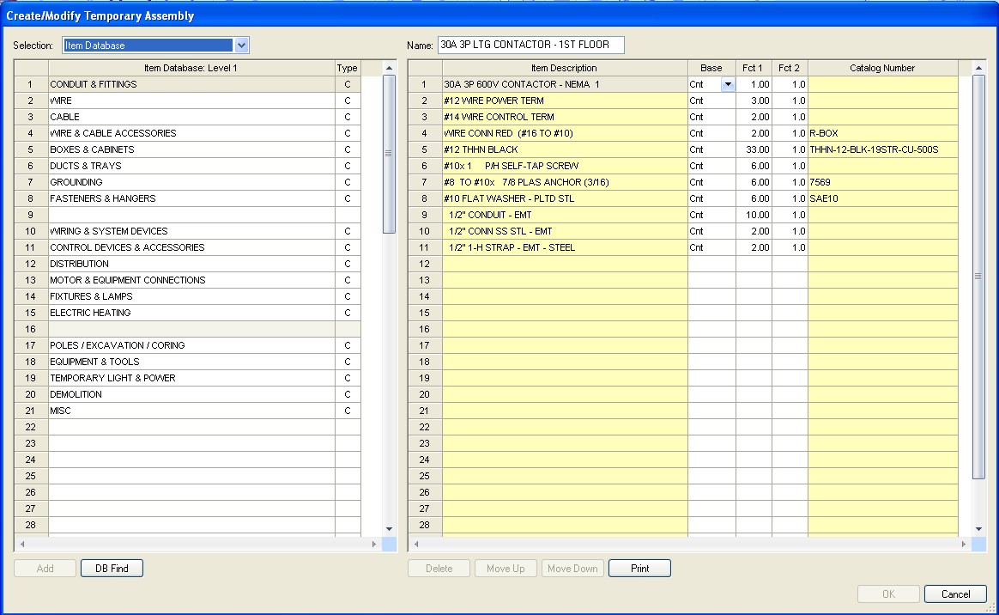 Create/Modify Temporary Assembly
Selection: Item Database
Name: 30A 3P LTG CONTACTOR - 1ST FLOOR
Item Database: Level 1 Type
1 CONDUIT & FITTINGS C
2 WIRE C
3 CABLE C
4 WIRE & CABLE ACCESSORIES C
5 BOXES & CABINETS C
6 DUCTS & TRAYS C
7 GROUNDING C
8 FASTENERS & HANGERS C
9
10 WIRING & SYSTEM DEVICES C
11 CONTROL DEVICES & ACCESSORIES C
12 DISTRIBUTION C
13 MOTOR & EQUIPMENT CONNECTIONS C
14 FIXTURES & LAMPS C
15 ELECTRIC HEATING C
16
17 POLES / EXCAVATION / CORING C
18 EQUIPMENT & TOOLS C
19 TEMPORARY LIGHT & POWER C
20 DEMOLITION C
21 MISC C
22
23
24
25
26
27
28
Add DB Find
Item Description Base Fct 1 Fct 2 Catalog Number
1 30A 3P 600V CONTACTOR - NEMA 1 Cnt 1.00 1.0
2 #12 WIRE POWER TERM Cnt 3.00 1.0
3 #14 WIRE CONTROL TERM Cnt 2.00 1.0
4 WIRE CONN RED (#16 TO #10) Cnt 2.00 1.0 R-BOX
5 #12 THHN BLACK Cnt 33.00 1.0 THHN-12-BLK-19STR-CU-500S
6 #10x 1 P/H SELF-TAP SCREW Cnt 6.00 1.0
7 #8 TO #10x 7/8 PLAS ANCHOR (3/16) Cnt 6.00 1.0 7569
8 #10 FLAT WASHER - PLTD STL Cnt 6.00 1.0 SAE10
9 1/2" CONDUIT - EMT Cnt 10.00 1.0
10 1/2" CONN SS STL - EMT Cnt 2.00 1.0
11 1/2" 1-H STRAP - EMT - STEEL Cnt 2.00 1.0
12
13
14
15
16
17
18
19
20
21
22
23
24
25
26
27
28
Delete Move Up Move Down Print
OK Cancel